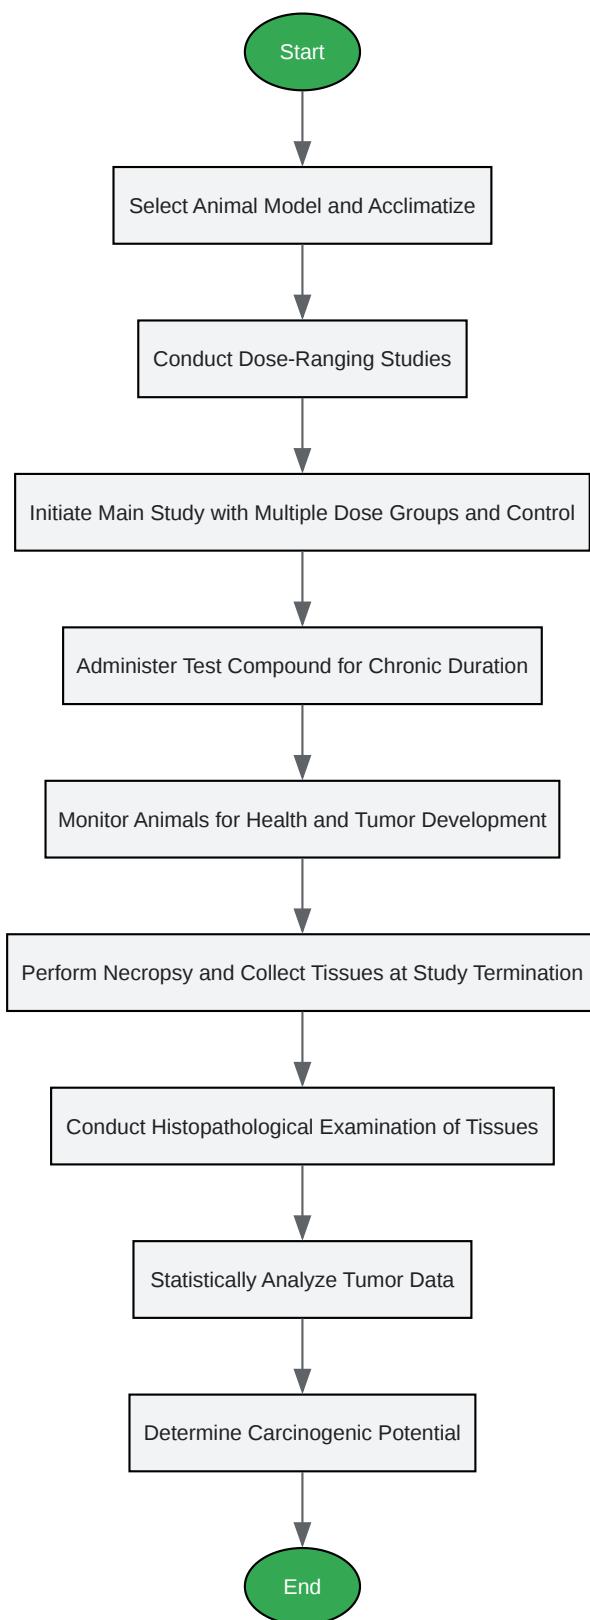 Start
Select Animal Model and Acclimatize
Conduct Dose-Ranging Studies
Initiate Main Study with Multiple Dose Groups and Control
Administer Test Compound for Chronic Duration
Monitor Animals for Health and Tumor Development
Perform Necropsy and Collect Tissues at Study Termination
Conduct Histopathological Examination of Tissues
Statistically Analyze Tumor Data
Determine Carcinogenic Potential
End